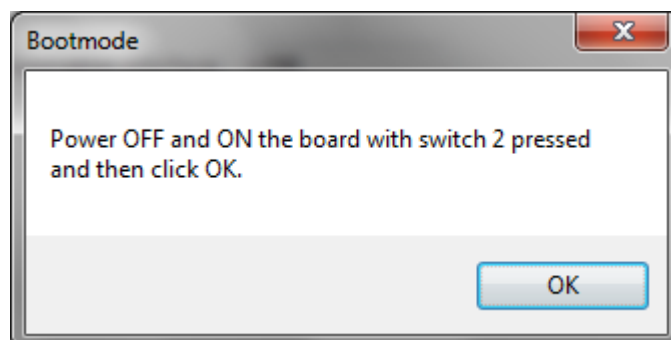 Bootmode
Power OFF and ON the board with switch 2 pressed
and then click OK.
OK